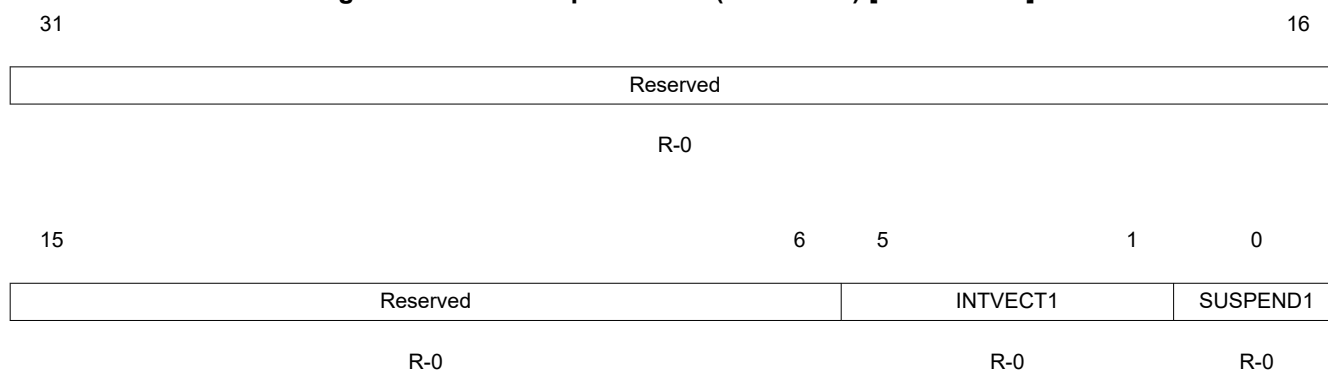 31 16
Reserved
R-0
15 6 5 1 0
Reserved INTVECT1 SUSPEND1
R-0 R-0 R-0